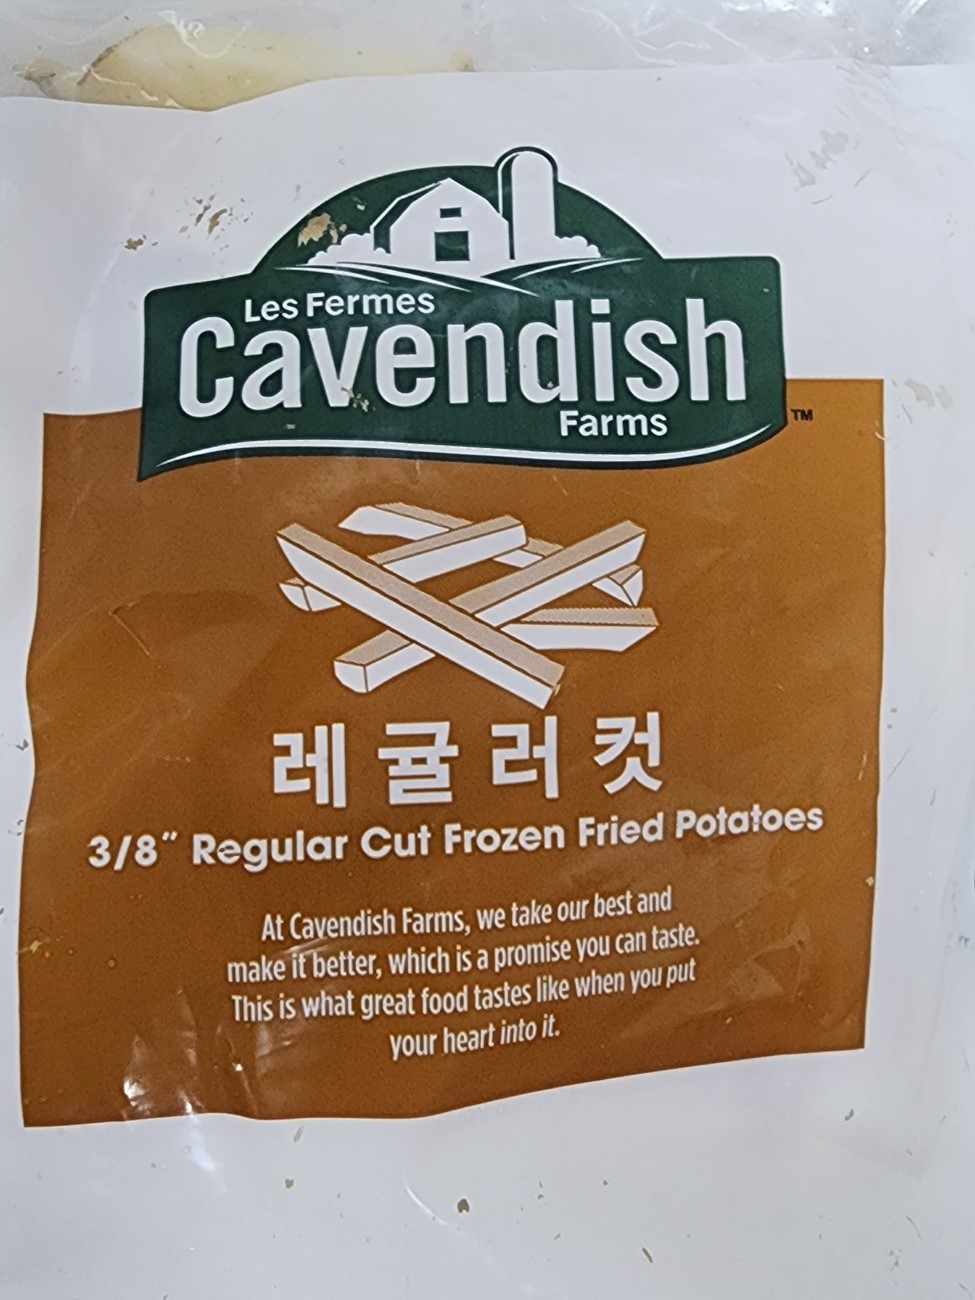 Les Fermes
Cavendish
Farms
TM
레귤러컷
3/8″ Regular Cut Frozen Fried Potatoes
At Cavendish Farms, we take our best and
make it better, which is a promise you can taste.
This is what great food tastes like when you put
your heart into it.